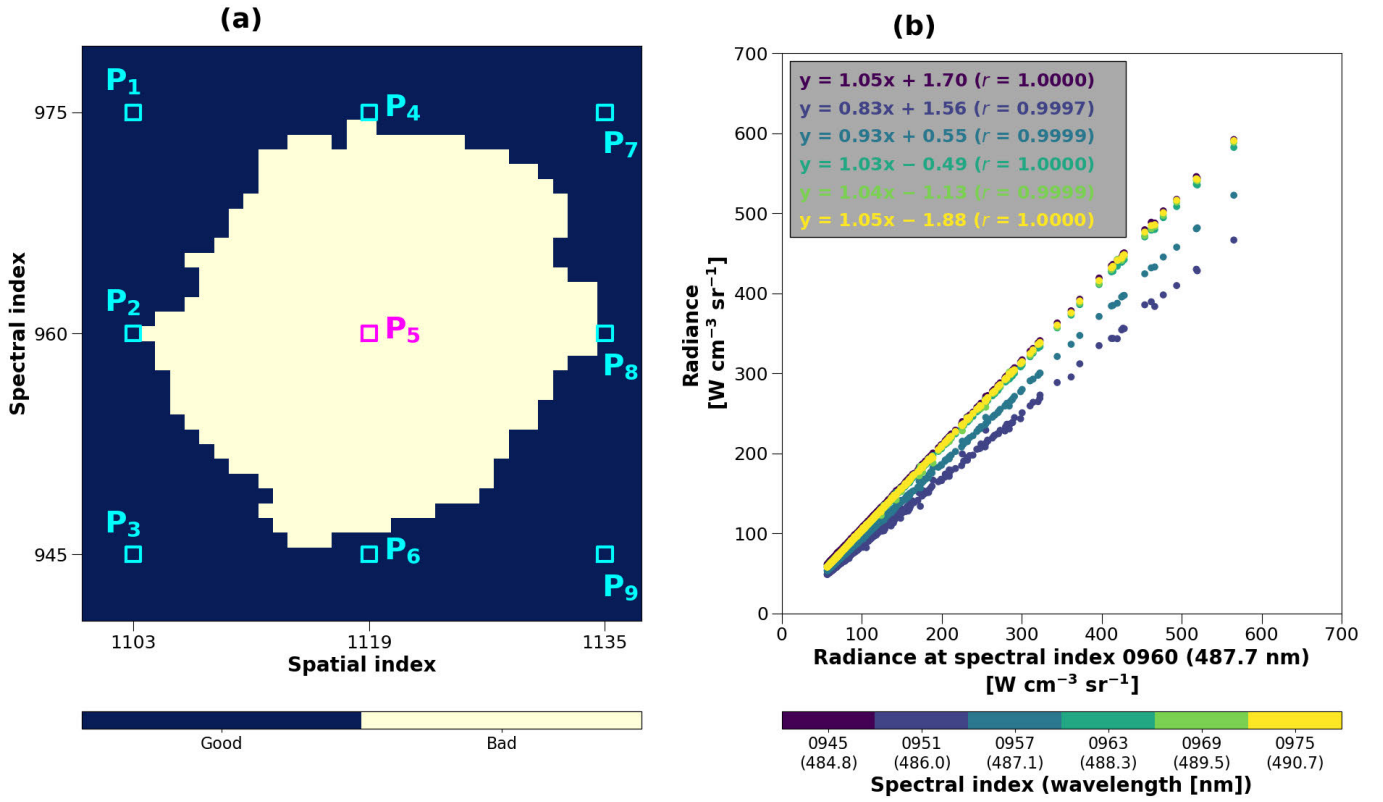 (a)
P₁
P₄
P₇
P₂
P₅
P₈
P₃
P₆
P₉
975
960
945
Spectral index
1103
1119
1135
Spatial index
Good
Bad
(b)
y = 1.05x + 1.70 (r = 1.0000)
y = 0.83x + 1.56 (r = 0.9997)
y = 0.93x + 0.55 (r = 0.9999)
y = 1.03x − 0.49 (r = 1.0000)
y = 1.04x − 1.13 (r = 0.9999)
y = 1.05x − 1.88 (r = 1.0000)
700
600
500
400
300
200
100
0
Radiance
[W cm⁻³ sr⁻¹]
0
100
200
300
400
500
600
700
Radiance at spectral index 0960 (487.7 nm)
[W cm⁻³ sr⁻¹]
0945
(484.8)
0951
(486.0)
0957
(487.1)
0963
(488.3)
0969
(489.5)
0975
(490.7)
Spectral index (wavelength [nm])